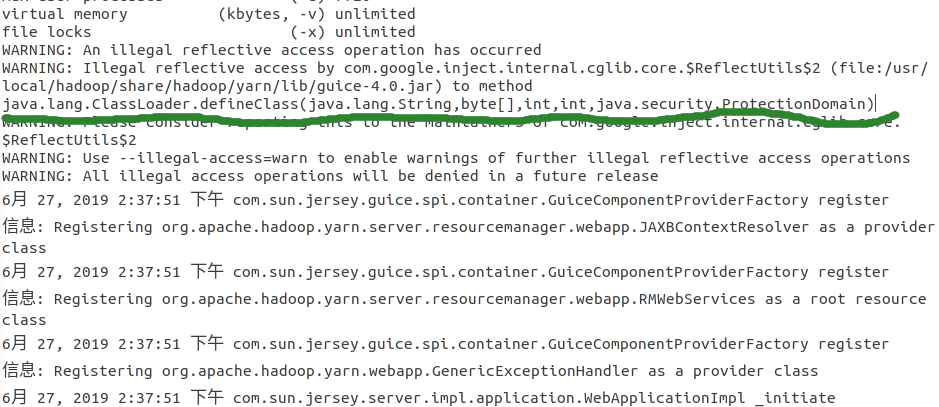 virtual memory          (kbytes, -v) unlimited
file locks                      (-x) unlimited
WARNING: An illegal reflective access operation has occurred
WARNING: Illegal reflective access by com.google.inject.internal.cglib.core.$ReflectUtils$2 (file:/usr/
local/hadoop/share/hadoop/yarn/lib/guice-4.0.jar) to method
java.lang.ClassLoader.defineClass(java.lang.String,byte[],int,int,java.security.ProtectionDomain)
WARNING: Please consider reporting this to the maintainers of com.google.inject.internal.cglib.core.
$ReflectUtils$2
WARNING: Use --illegal-access=warn to enable warnings of further illegal reflective access operations
WARNING: All illegal access operations will be denied in a future release
6月 27, 2019 2:37:51 下午 com.sun.jersey.guice.spi.container.GuiceComponentProviderFactory register
信息: Registering org.apache.hadoop.yarn.server.resourcemanager.webapp.JAXBContextResolver as a provider
class
6月 27, 2019 2:37:51 下午 com.sun.jersey.guice.spi.container.GuiceComponentProviderFactory register
信息: Registering org.apache.hadoop.yarn.server.resourcemanager.webapp.RMWebServices as a root resource
class
6月 27, 2019 2:37:51 下午 com.sun.jersey.guice.spi.container.GuiceComponentProviderFactory register
信息: Registering org.apache.hadoop.yarn.webapp.GenericExceptionHandler as a provider class
6月 27, 2019 2:37:51 下午 com.sun.jersey.server.impl.application.WebApplicationImpl _initiate